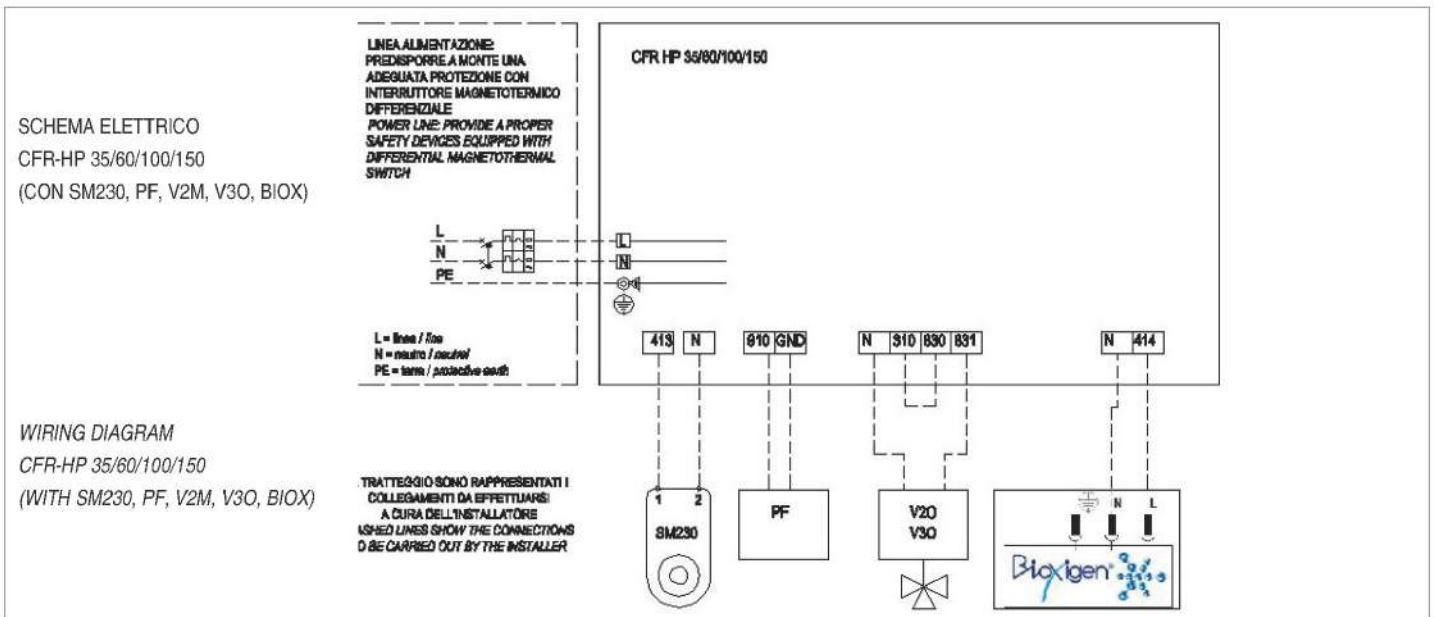 SCHEMA ELETTRICO
CFR-HP 35/60/100/150
(CON SM230, PF, V2M, V3O, BIOX)
WIRING DIAGRAM
CFR-HP 35/60/100/150
(WITH SM230, PF, V2M, V3O, BIOX)
LINEA ALIMENTAZIONE:
PREDISPORRE A MONTE UNA
ADEGUATA PROTEZIONE CON
INTERRUTTORE MAGNETOTERMICO
DIFFERENZIALE
POWER LINE: PROVIDE A PROPER
SAFETY DEVICES EQUIPPED WITH
DIFFERENTIAL MAGNETOTHERMAL
SWITCH
L
N
PE
L = linea / line
N = neutro / neutral
PE = terra / protective earth
TRATTEGGIO SONO RAPPRESENTATI I
COLLEGAMENTI DA EFFETTUARSI
A CURA DELL'INSTALLATORE
ASHED LINES SHOW THE CONNECTIONS
O BE CARRIED OUT BY THE INSTALLER
CFR HP 35/60/100/150
L
N
413 N 910 GND N 310 830 831 N 414
1 2
SM230
PF
V2O
V3O
N L
Bioxigen